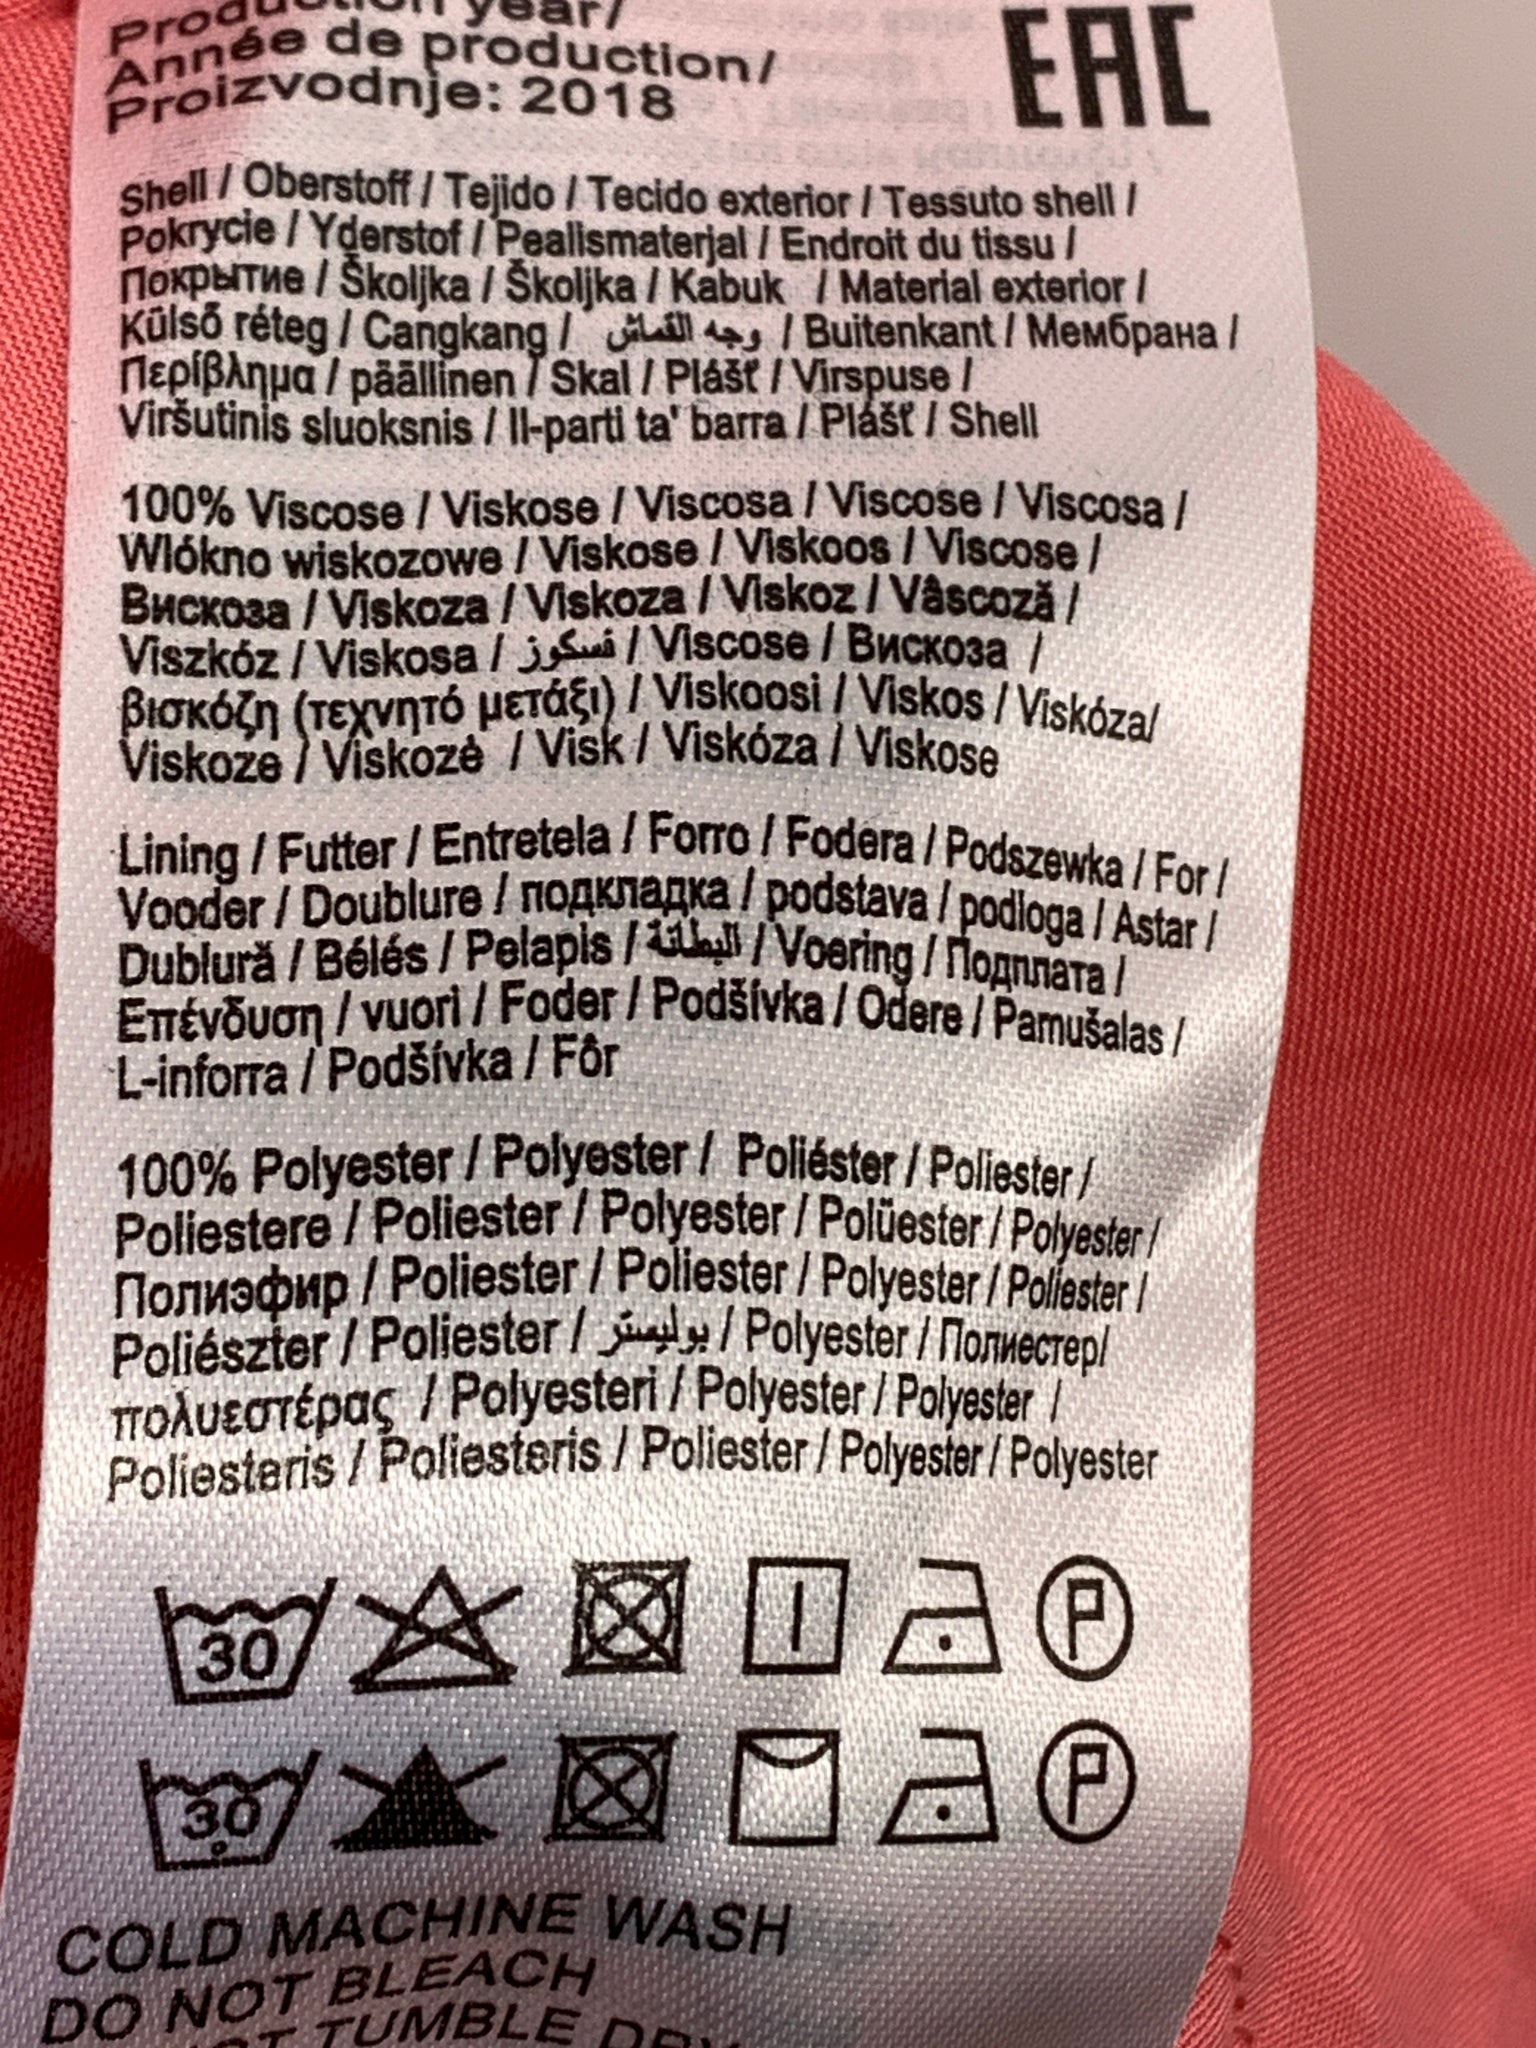 Production year/
Année de production/
Proizvodnje: 2018
EAC
Shell / Oberstoff / Tejido / Tecido exterior / Tessuto shell /
Pokrycie / Yderstof / Pealismaterjal / Endroit du tissu /
Покрытие / Školjka / Školjka / Kabuk / Material exterior /
Külső réteg / Cangkang / وجه القماش / Buitenkant / Мембрана /
Περίβλημα / päällinen / Skal / Plášť / Virspuse /
Viršutinis sluoksnis / Il-parti ta' barra / Plášť / Shell
100% Viscose / Viskose / Viscosa / Viscose / Viscosa /
Wlókno wiskozowe / Viskose / Viskoos / Viscose /
Вискоза / Viskoza / Viskoza / Viskoz / Vâscoză /
Viszkóz / Viskosa / فسكوز / Viscose / Вискоза /
βισκόζη (τεχνητό μετάξι) / Viskoosi / Viskos / Viskóza/
Viskoze / Viskozė / Visk / Viskóza / Viskose
Lining / Futter / Entretela / Forro / Fodera / Podszewka / For /
Vooder / Doublure / подкладка / podstava / podloga / Astar /
Dublură / Bélés / Pelapis / البطانة / Voering / Подплата /
Επένδυση / vuori / Foder / Podšívka / Odere / Pamušalas /
L-inforra / Podšívka / Fôr
100% Polyester / Polyester / Poliéster / Poliester /
Poliestere / Poliester / Polyester / Polüester / Polyester /
Полиэфир / Poliester / Poliester / Polyester / Poliester /
Poliészter / Poliester / بوليستر / Polyester / Полиестер/
πολυεστέρας / Polyesteri / Polyester / Polyester /
Poliesteris / Poliesteris / Poliester / Polyester / Polyester
30 P
30 P
COLD MACHINE WASH
DO NOT BLEACH
TUMBLE DRY